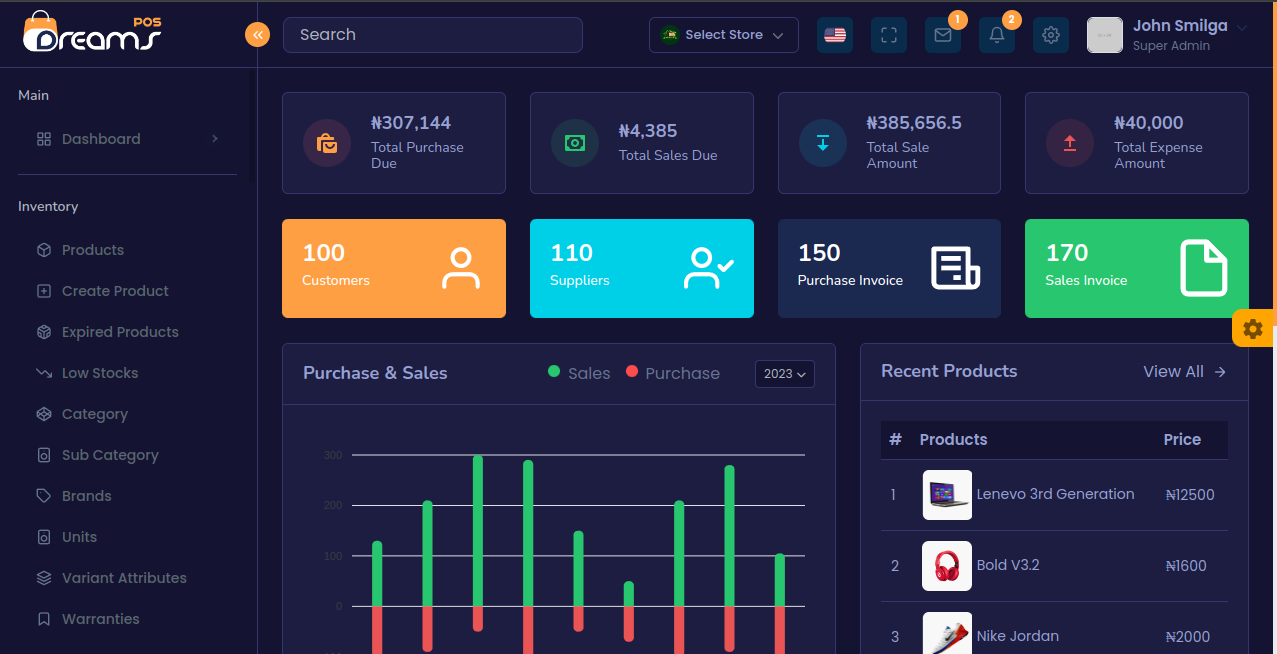 POS
Dreams
Search
Select Store
1
2
John Smilga
Super Admin
Main
Dashboard
Inventory
Products
Create Product
Expired Products
Low Stocks
Category
Sub Category
Brands
Units
Variant Attributes
Warranties
₦307,144
Total Purchase
Due
₦4,385
Total Sales Due
₦385,656.5
Total Sale
Amount
₦40,000
Total Expense
Amount
100
Customers
110
Suppliers
150
Purchase Invoice
170
Sales Invoice
Purchase & Sales
Sales
Purchase
2023
300
200
100
0
Recent Products
View All
# Products Price
1 Lenevo 3rd Generation ₦12500
2 Bold V3.2 ₦1600
3 Nike Jordan ₦2000